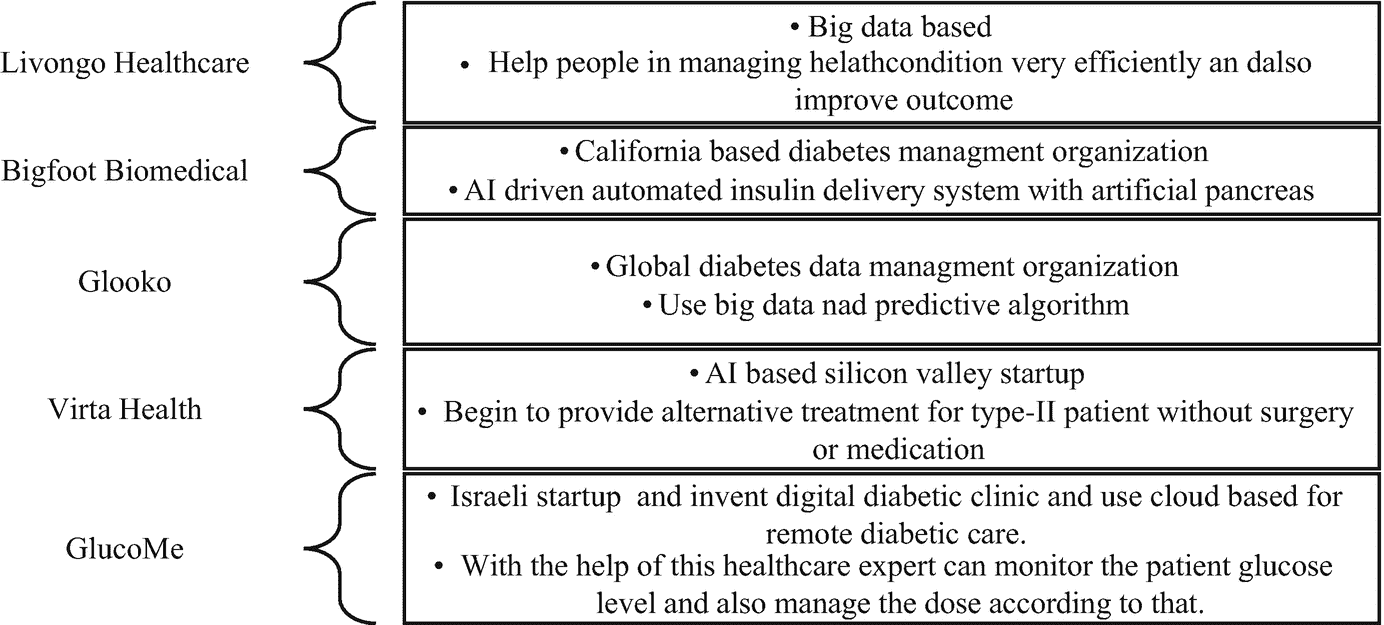 Livongo Healthcare
• Big data based
• Help people in managing helathcondition very efficiently an dalso
improve outcome
Bigfoot Biomedical
• California based diabetes managment organization
• AI driven automated insulin delivery system with artificial pancreas
Glooko
• Global diabetes data managment organization
• Use big data nad predictive algorithm
Virta Health
• AI based silicon valley startup
• Begin to provide alternative treatment for type-II patient without surgery
or medication
GlucoMe
• Israeli startup and invent digital diabetic clinic and use cloud based for
remote diabetic care.
• With the help of this healthcare expert can monitor the patient glucose
level and also manage the dose according to that.